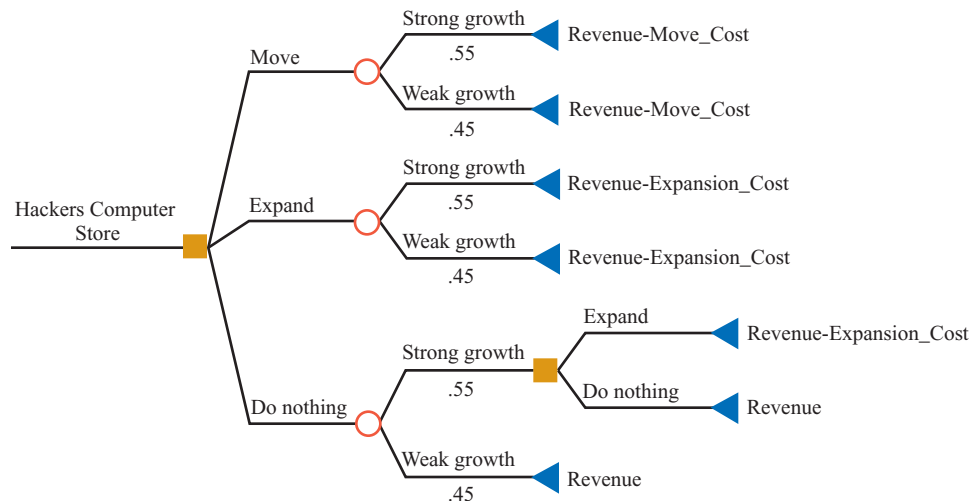 Strong growth
Revenue-Move_Cost
.55
Move
Weak growth
Revenue-Move_Cost
.45
Strong growth
Revenue-Expansion_Cost
.55
Hackers Computer
Store
Expand
Weak growth
Revenue-Expansion_Cost
.45
Expand
Revenue-Expansion_Cost
Strong growth
.55
Do nothing
Revenue
Do nothing
Weak growth
Revenue
.45